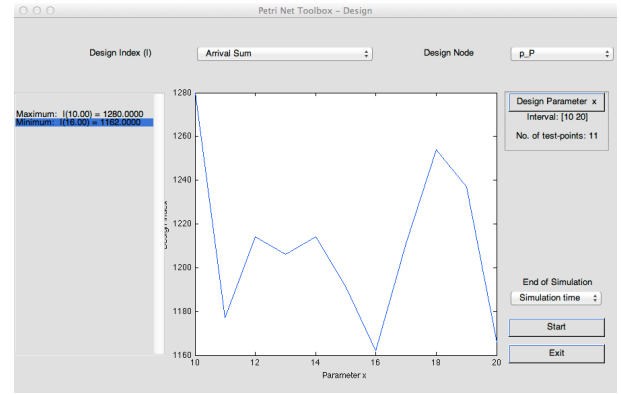 Petri Net Toolbox – Design
Design Index (I)
Arrival Sum
Design Node
p_P
Maximum: I(10.00) = 1280.0000
Minimum: I(16.00) = 1162.0000
Design Index
1280
1260
1240
1220
1200
1180
1160
10
12
14
16
18
20
Parameter x
Design Parameter x
Interval: [10 20]
No. of test-points: 11
End of Simulation
Simulation time
Start
Exit